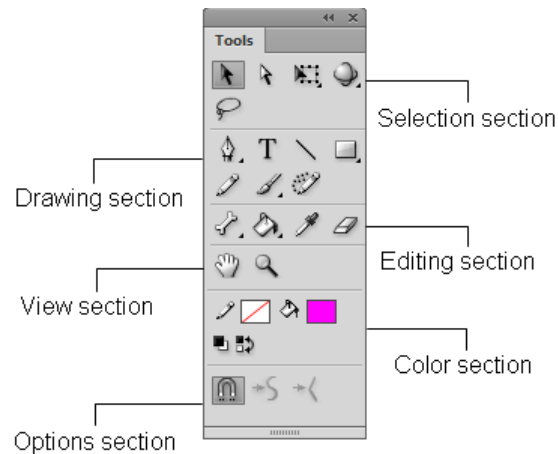 Tools
Selection section
Drawing section
Editing section
View section
Color section
Options section